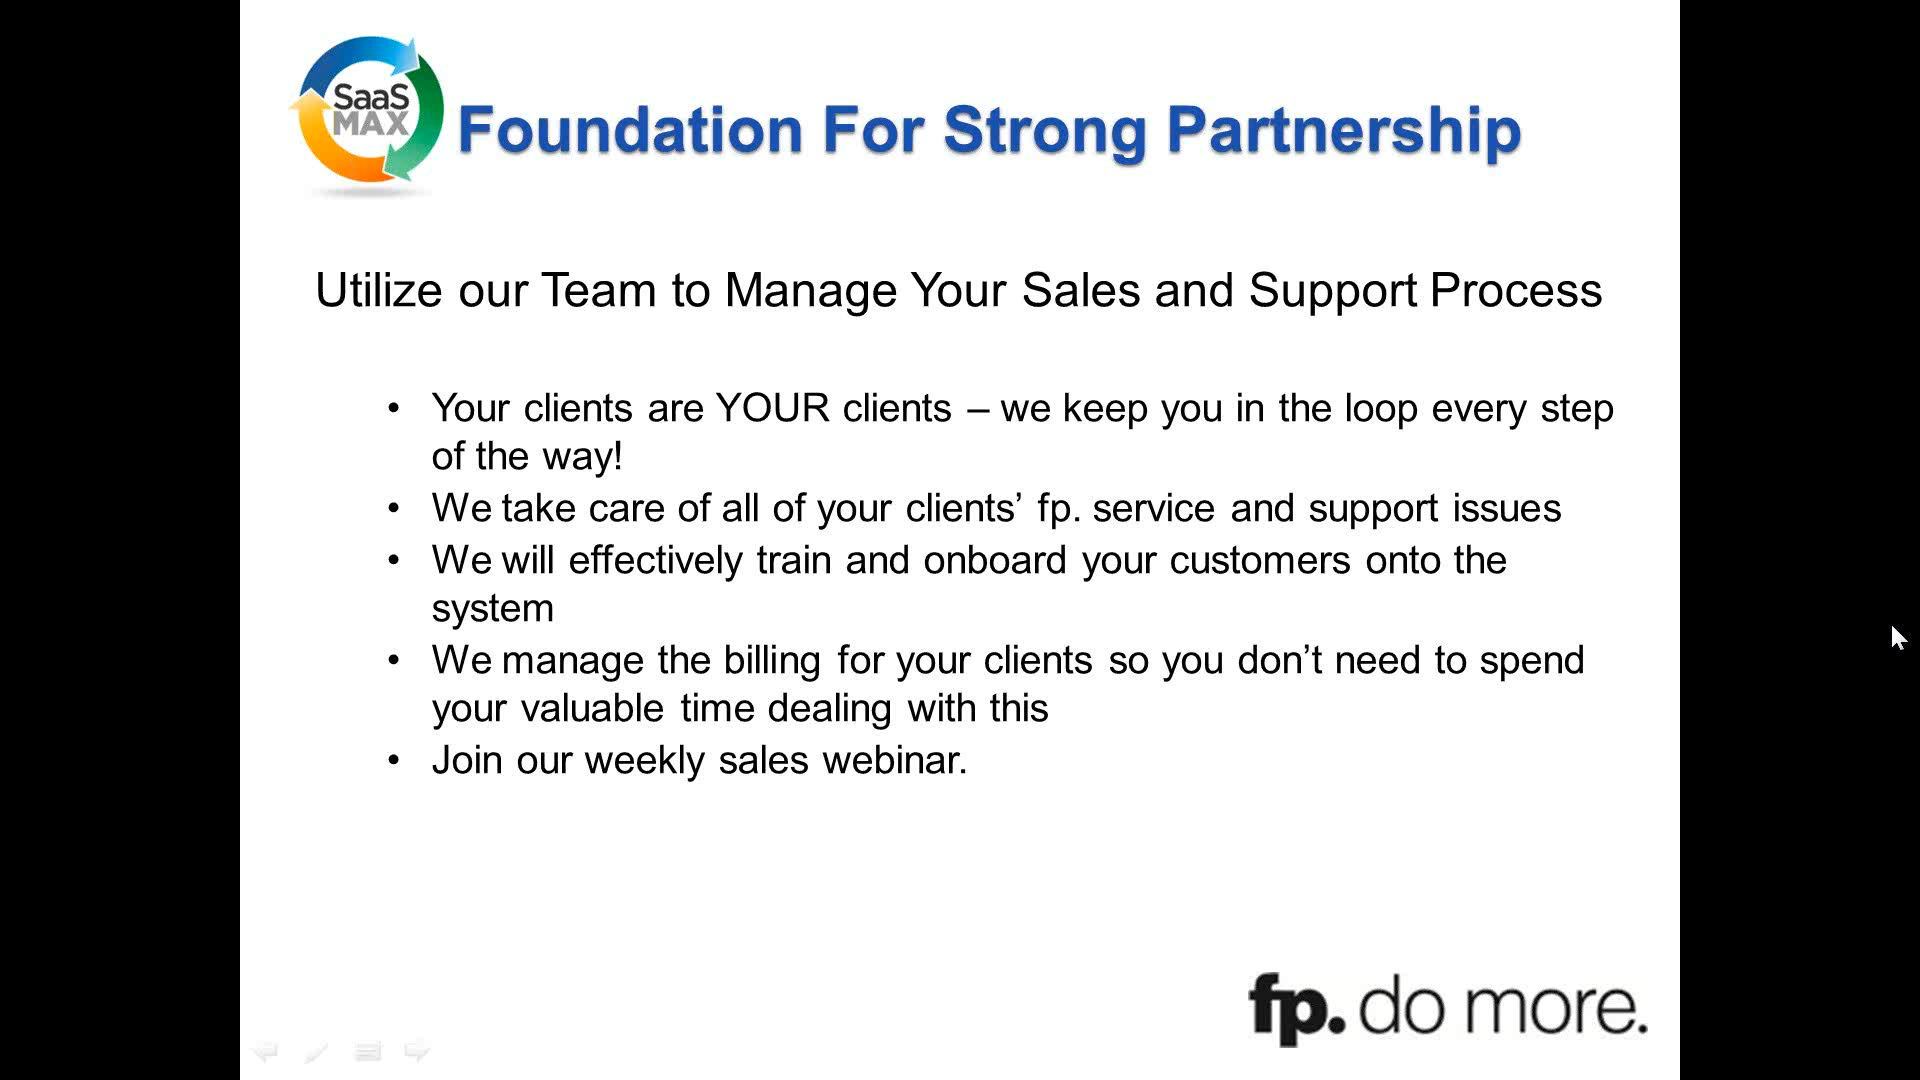 SaaS
MAX
Foundation For Strong Partnership
Utilize our Team to Manage Your Sales and Support Process
• Your clients are YOUR clients – we keep you in the loop every step
of the way!
• We take care of all of your clients’ fp. service and support issues
• We will effectively train and onboard your customers onto the
system
• We manage the billing for your clients so you don’t need to spend
your valuable time dealing with this
• Join our weekly sales webinar.
fp. do more.